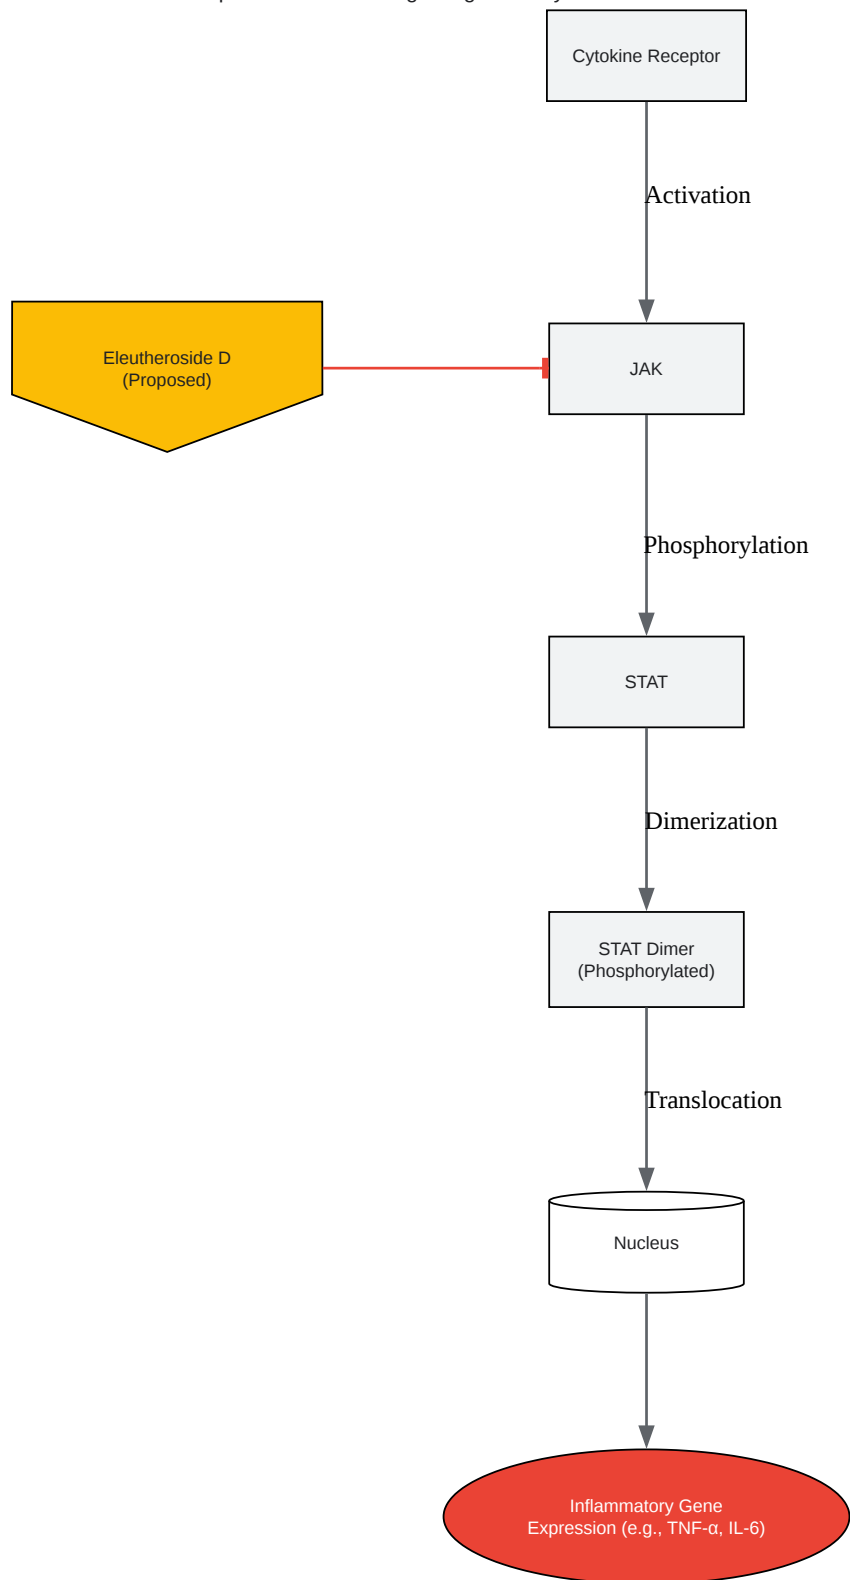 Cytokine Receptor
Activation
Eleutheroside D
(Proposed)
JAK
Phosphorylation
STAT
Dimerization
STAT Dimer
(Phosphorylated)
Translocation
Nucleus
Inflammatory Gene
Expression (e.g., TNF-α, IL-6)